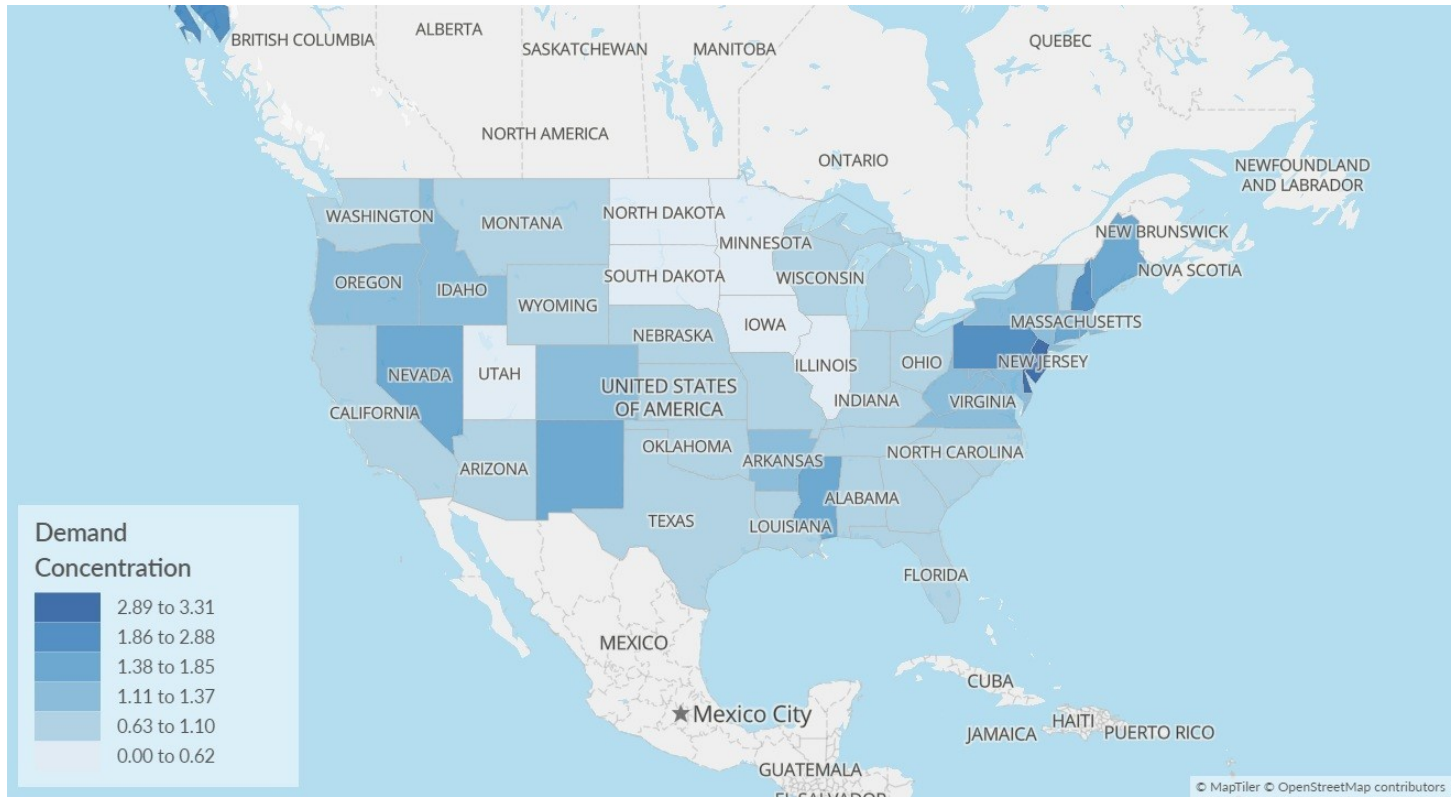 BRITISH COLUMBIA
ALBERTA
SASKATCHEWAN
MANITOBA
QUEBEC
NORTH AMERICA
ONTARIO
NEWFOUNDLAND
AND LABRADOR
WASHINGTON
MONTANA
NORTH DAKOTA
MINNESOTA
NEW BRUNSWICK
OREGON
IDAHO
SOUTH DAKOTA
WISCONSIN
NOVA SCOTIA
WYOMING
NEBRASKA
IOWA
MASSACHUSETTS
NEVADA
UTAH
ILLINOIS
OHIO
NEW JERSEY
UNITED STATES
OF AMERICA
CALIFORNIA
INDIANA
VIRGINIA
ARIZONA
OKLAHOMA
ARKANSAS
NORTH CAROLINA
TEXAS
LOUISIANA
ALABAMA
FLORIDA
MEXICO
CUBA
Mexico City
JAMAICA
HAITI
PUERTO RICO
GUATEMALA
EL SALVADOR
Demand
Concentration
2.89 to 3.31
1.86 to 2.88
1.38 to 1.85
1.11 to 1.37
0.63 to 1.10
0.00 to 0.62
© MapTiler © OpenStreetMap contributors